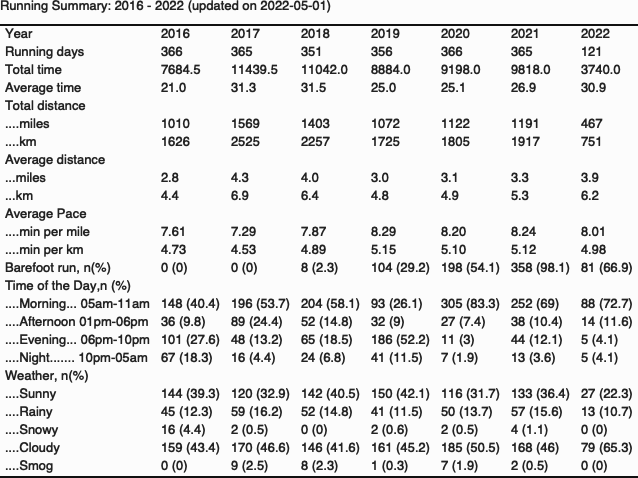 Running Summary: 2016 - 2022 (updated on 2022-05-01)
Year 2016 2017 2018 2019 2020 2021 2022
Running days 366 365 351 356 366 365 121
Total time 7684.5 11439.5 11042.0 8884.0 9198.0 9818.0 3740.0
Average time 21.0 31.3 31.5 25.0 25.1 26.9 30.9
Total distance
....miles 1010 1569 1403 1072 1122 1191 467
....km 1626 2525 2257 1725 1805 1917 751
Average distance
...miles 2.8 4.3 4.0 3.0 3.1 3.3 3.9
...km 4.4 6.9 6.4 4.8 4.9 5.3 6.2
Average Pace
....min per mile 7.61 7.29 7.87 8.29 8.20 8.24 8.01
....min per km 4.73 4.53 4.89 5.15 5.10 5.12 4.98
Barefoot run, n(%) 0 (0) 0 (0) 8 (2.3) 104 (29.2) 198 (54.1) 358 (98.1) 81 (66.9)
Time of the Day,n (%)
....Morning... 05am-11am 148 (40.4) 196 (53.7) 204 (58.1) 93 (26.1) 305 (83.3) 252 (69) 88 (72.7)
....Afternoon 01pm-06pm 36 (9.8) 89 (24.4) 52 (14.8) 32 (9) 27 (7.4) 38 (10.4) 14 (11.6)
....Evening... 06pm-10pm 101 (27.6) 48 (13.2) 65 (18.5) 186 (52.2) 11 (3) 44 (12.1) 5 (4.1)
....Night....... 10pm-05am 67 (18.3) 16 (4.4) 24 (6.8) 41 (11.5) 7 (1.9) 13 (3.6) 5 (4.1)
Weather, n(%)
....Sunny 144 (39.3) 120 (32.9) 142 (40.5) 150 (42.1) 116 (31.7) 133 (36.4) 27 (22.3)
....Rainy 45 (12.3) 59 (16.2) 52 (14.8) 41 (11.5) 50 (13.7) 57 (15.6) 13 (10.7)
....Snowy 16 (4.4) 2 (0.5) 0 (0) 2 (0.6) 2 (0.5) 4 (1.1) 0 (0)
....Cloudy 159 (43.4) 170 (46.6) 146 (41.6) 161 (45.2) 185 (50.5) 168 (46) 79 (65.3)
....Smog 0 (0) 9 (2.5) 8 (2.3) 1 (0.3) 7 (1.9) 2 (0.5) 0 (0)